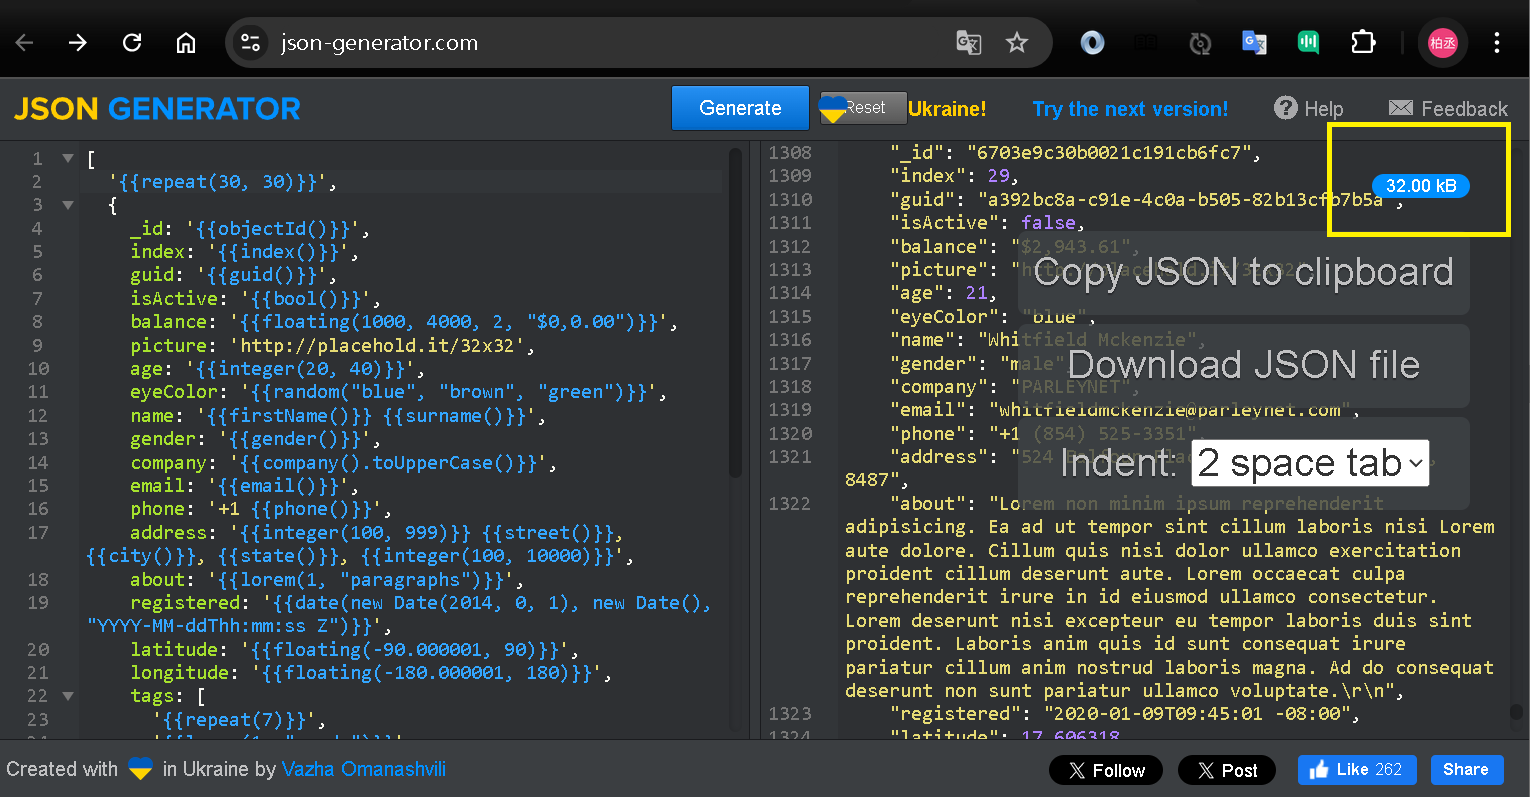 json-generator.com
柏丞
JSON GENERATOR
Generate
Reset
Ukraine!
Try the next version!
Help
Feedback
1 [
2 '{{repeat(30, 30)}}',
3 {
4 _id: '{{objectId()}}',
5 index: '{{index()}}',
6 guid: '{{guid()}}',
7 isActive: '{{bool()}}',
8 balance: '{{floating(1000, 4000, 2, "$0,0.00")}}',
9 picture: 'http://placehold.it/32x32',
10 age: '{{integer(20, 40)}}',
11 eyeColor: '{{random("blue", "brown", "green")}}',
12 name: '{{firstName()}} {{surname()}}',
13 gender: '{{gender()}}',
14 company: '{{company().toUpperCase()}}',
15 email: '{{email()}}',
16 phone: '+1 {{phone()}}',
17 address: '{{integer(100, 999)}} {{street()}},
{{city()}}, {{state()}}, {{integer(100, 10000)}}',
18 about: '{{lorem(1, "paragraphs")}}',
19 registered: '{{date(new Date(2014, 0, 1), new Date(),
"YYYY-MM-ddThh:mm:ss Z")}}',
20 latitude: '{{floating(-90.000001, 90)}}',
21 longitude: '{{floating(-180.000001, 180)}}',
22 tags: [
23 '{{repeat(7)}}',
1308 "_id": "6703e9c30b0021c191cb6fc7",
1309 "index": 29,
1310 "guid": "a392bc8a-c91e-4c0a-b505-82b13cfb7b5a",
1311 "isActive": false,
1312 "balance": "$2,943.61",
1313 "picture": "http://placehold.it/32x32",
1314 "age": 21,
1315 "eyeColor": "blue",
1316 "name": "Whitfield Mckenzie",
1317 "gender": "male",
1318 "company": "PARLEYNET",
1319 "email": "whitfieldmckenzie@parleynet.com",
1320 "phone": "+1 (854) 525-3351",
1321 "address": "524
8487",
1322 "about": "Lorem non minim ipsum reprehenderit
adipisicing. Ea ad ut tempor sint cillum laboris nisi Lorem
aute dolore. Cillum quis nisi dolor ullamco exercitation
proident cillum deserunt aute. Lorem occaecat culpa
reprehenderit irure in id eiusmod ullamco consectetur.
Lorem deserunt nisi excepteur eu tempor laboris duis sint
proident. Laboris anim quis id sunt consequat irure
pariatur cillum anim nostrud laboris magna. Ad do consequat
deserunt non sunt pariatur ullamco voluptate.\r\n",
1323 "registered": "2020-01-09T09:45:01 -08:00",
1324 "latitude": 17.606318,
32.00 kB
Copy JSON to clipboard
Download JSON file
Indent: 2 space tab
Created with in Ukraine by Vazha Omanashvili
Follow
Post
Like 262
Share